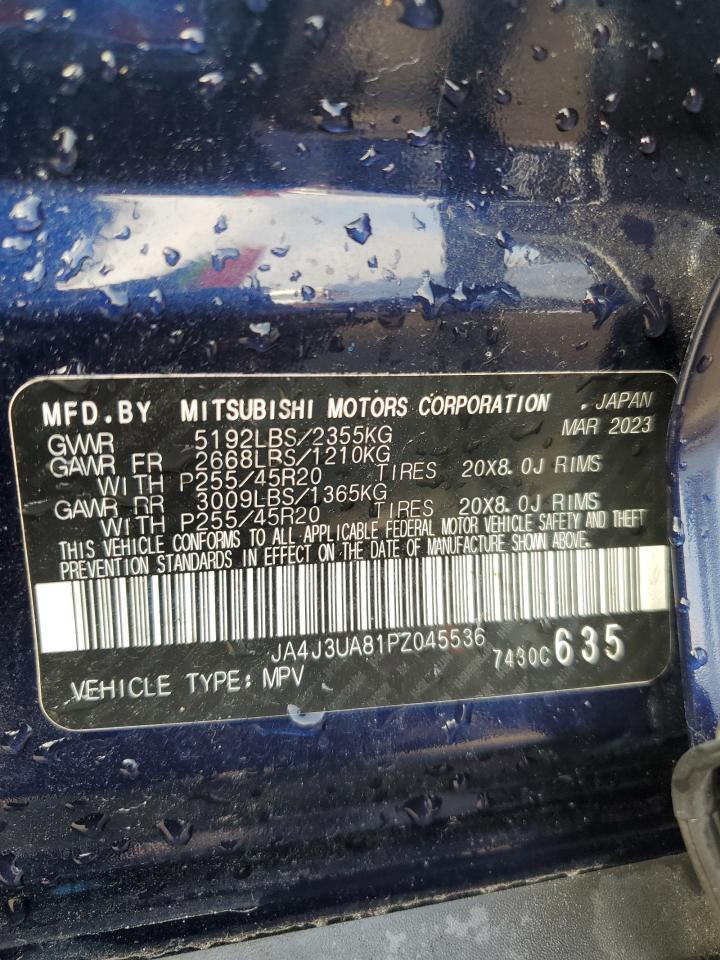 MFD.BY MITSUBISHI MOTORS CORPORATION . JAPAN
GVWR 5192LBS/2355KG MAR 2023
GAWR FR 2668LBS/1210KG
WITH P255/45R20 TIRES 20X8.0J RIMS
GAWR RR 3009LBS/1365KG
WITH P255/45R20 TIRES 20X8.0J RIMS
THIS VEHICLE CONFORMS TO ALL APPLICABLE FEDERAL MOTOR VEHICLE SAFETY AND THEFT
PREVENTION STANDARDS IN EFFECT ON THE DATE OF MANUFACTURE SHOWN ABOVE.
JA4J3UA81PZ045536 7430C 635
VEHICLE TYPE: MPV